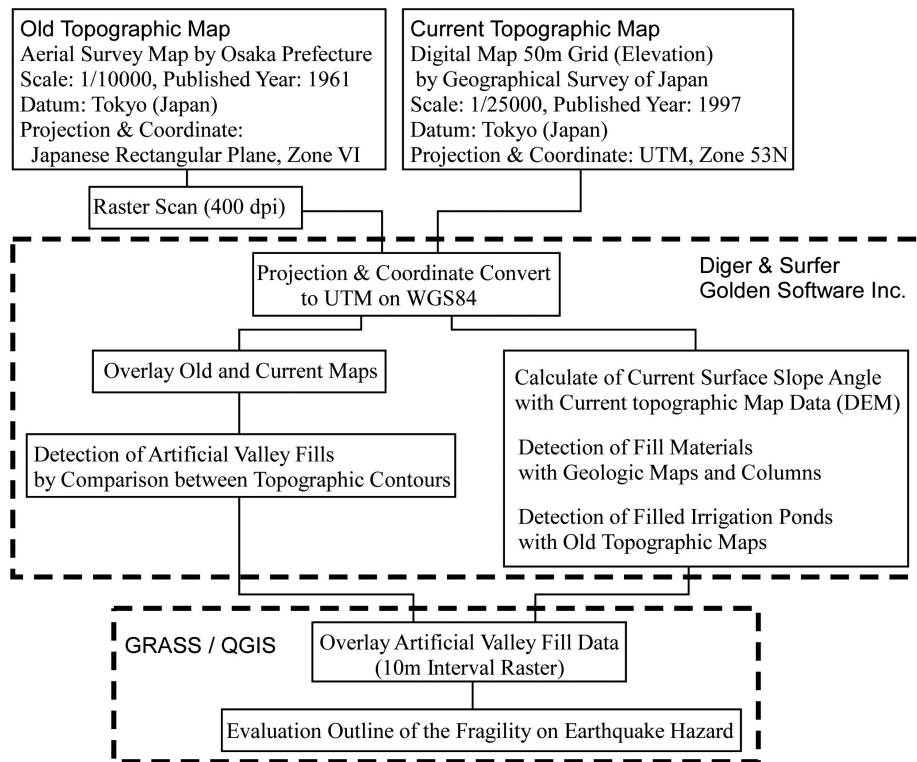 Old Topographic Map
Aerial Survey Map by Osaka Prefecture
Scale: 1/10000, Published Year: 1961
Datum: Tokyo (Japan)
Projection & Coordinate:
Japanese Rectangular Plane, Zone VI
Current Topographic Map
Digital Map 50m Grid (Elevation)
by Geographical Survey of Japan
Scale: 1/25000, Published Year: 1997
Datum: Tokyo (Japan)
Projection & Coordinate: UTM, Zone 53N
Raster Scan (400 dpi)
Projection & Coordinate Convert
to UTM on WGS84
Diger & Surfer
Golden Software Inc.
Overlay Old and Current Maps
Detection of Artificial Valley Fills
by Comparison between Topographic Contours
Calculate of Current Surface Slope Angle
with Current topographic Map Data (DEM)
Detection of Fill Materials
with Geologic Maps and Columns
Detection of Filled Irrigation Ponds
with Old Topographic Maps
GRASS / QGIS
Overlay Artificial Valley Fill Data
(10m Interval Raster)
Evaluation Outline of the Fragility on Earthquake Hazard